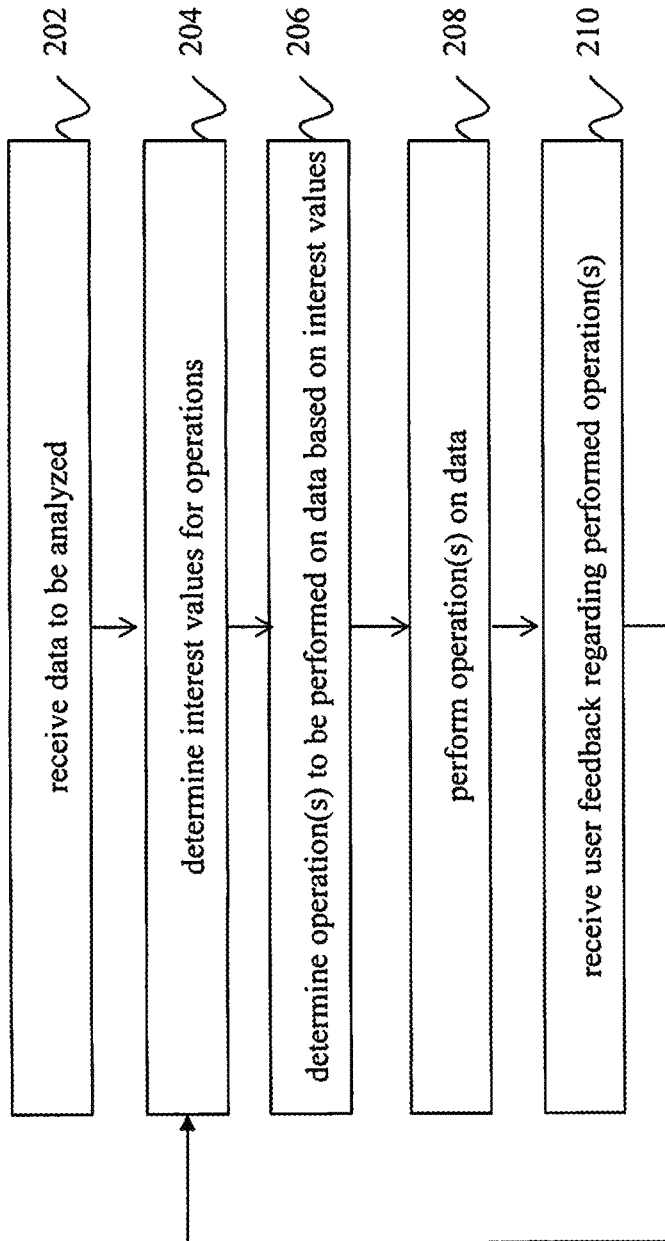 receive data to be analyzed
202
determine interest values for operations
204
determine operation(s) to be performed on data based on interest values
206
perform operation(s) on data
208
receive user feedback regarding performed operation(s)
210